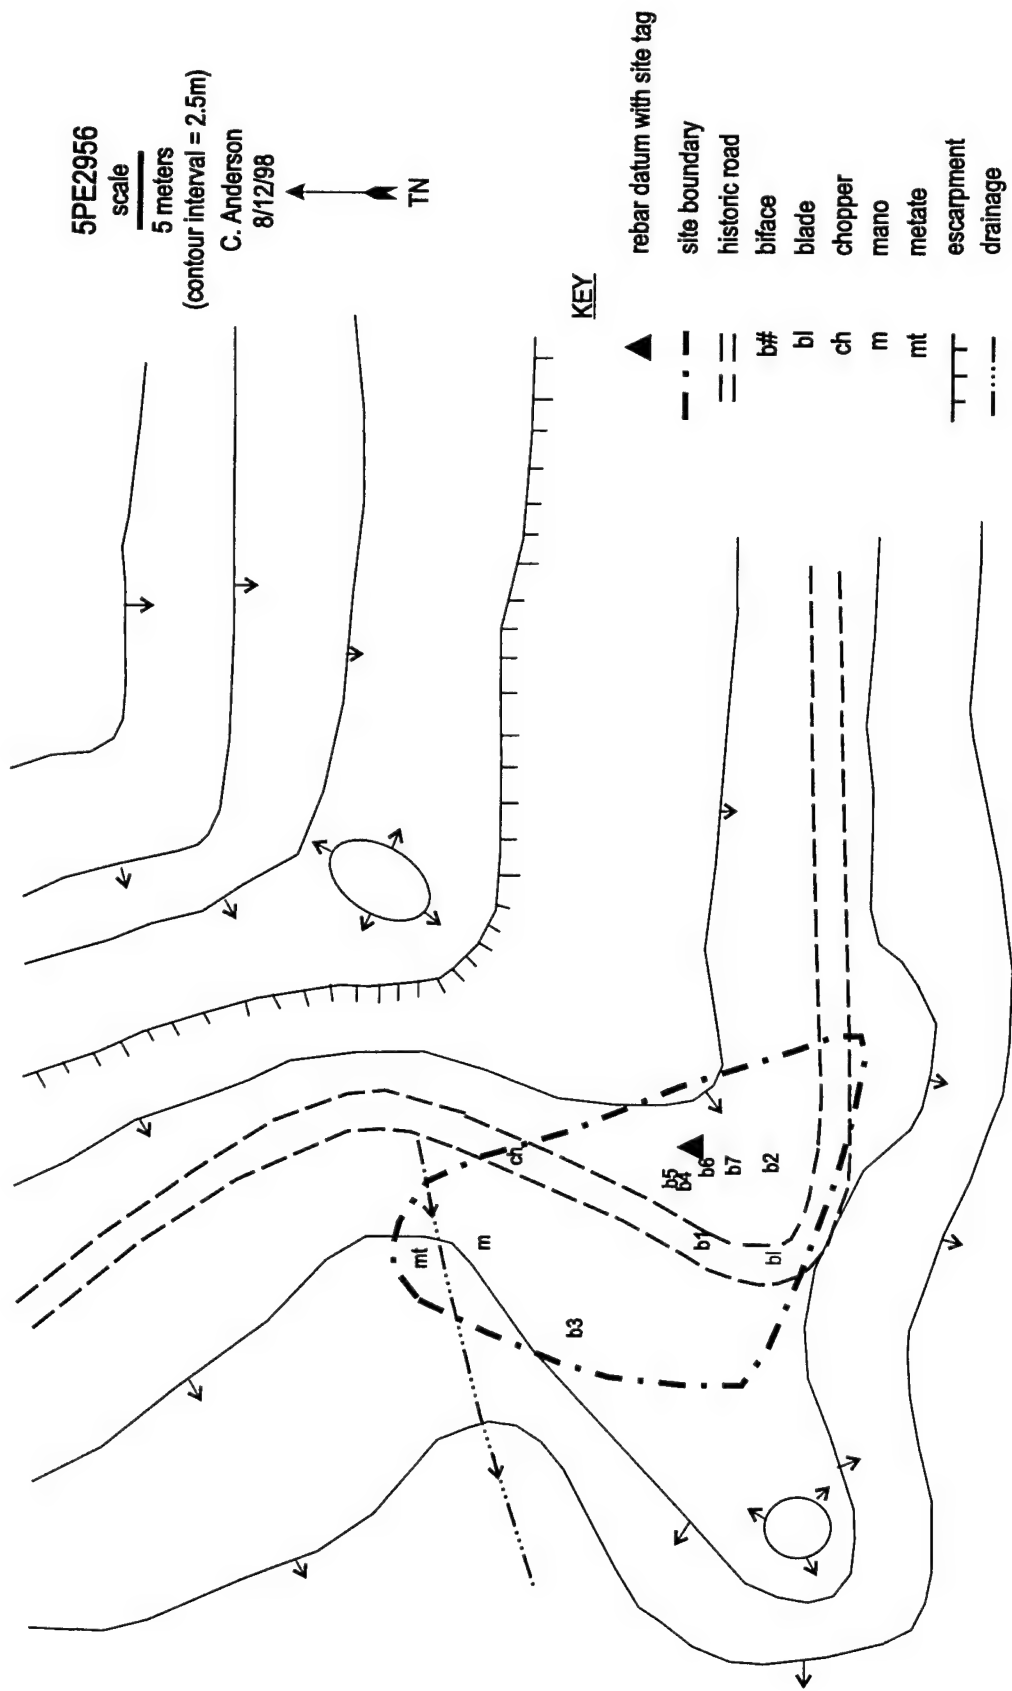 5PE2956
scale
5 meters
(contour interval = 2.5m)
C. Anderson
8/12/98
TN
KEY
rebar datum with site tag
site boundary
historic road
b# biface
bl blade
ch chopper
m mano
mt metate
escarpment
drainage
ch
mt
m
b5
b4
b6
b7
b2
b1
bl
b3